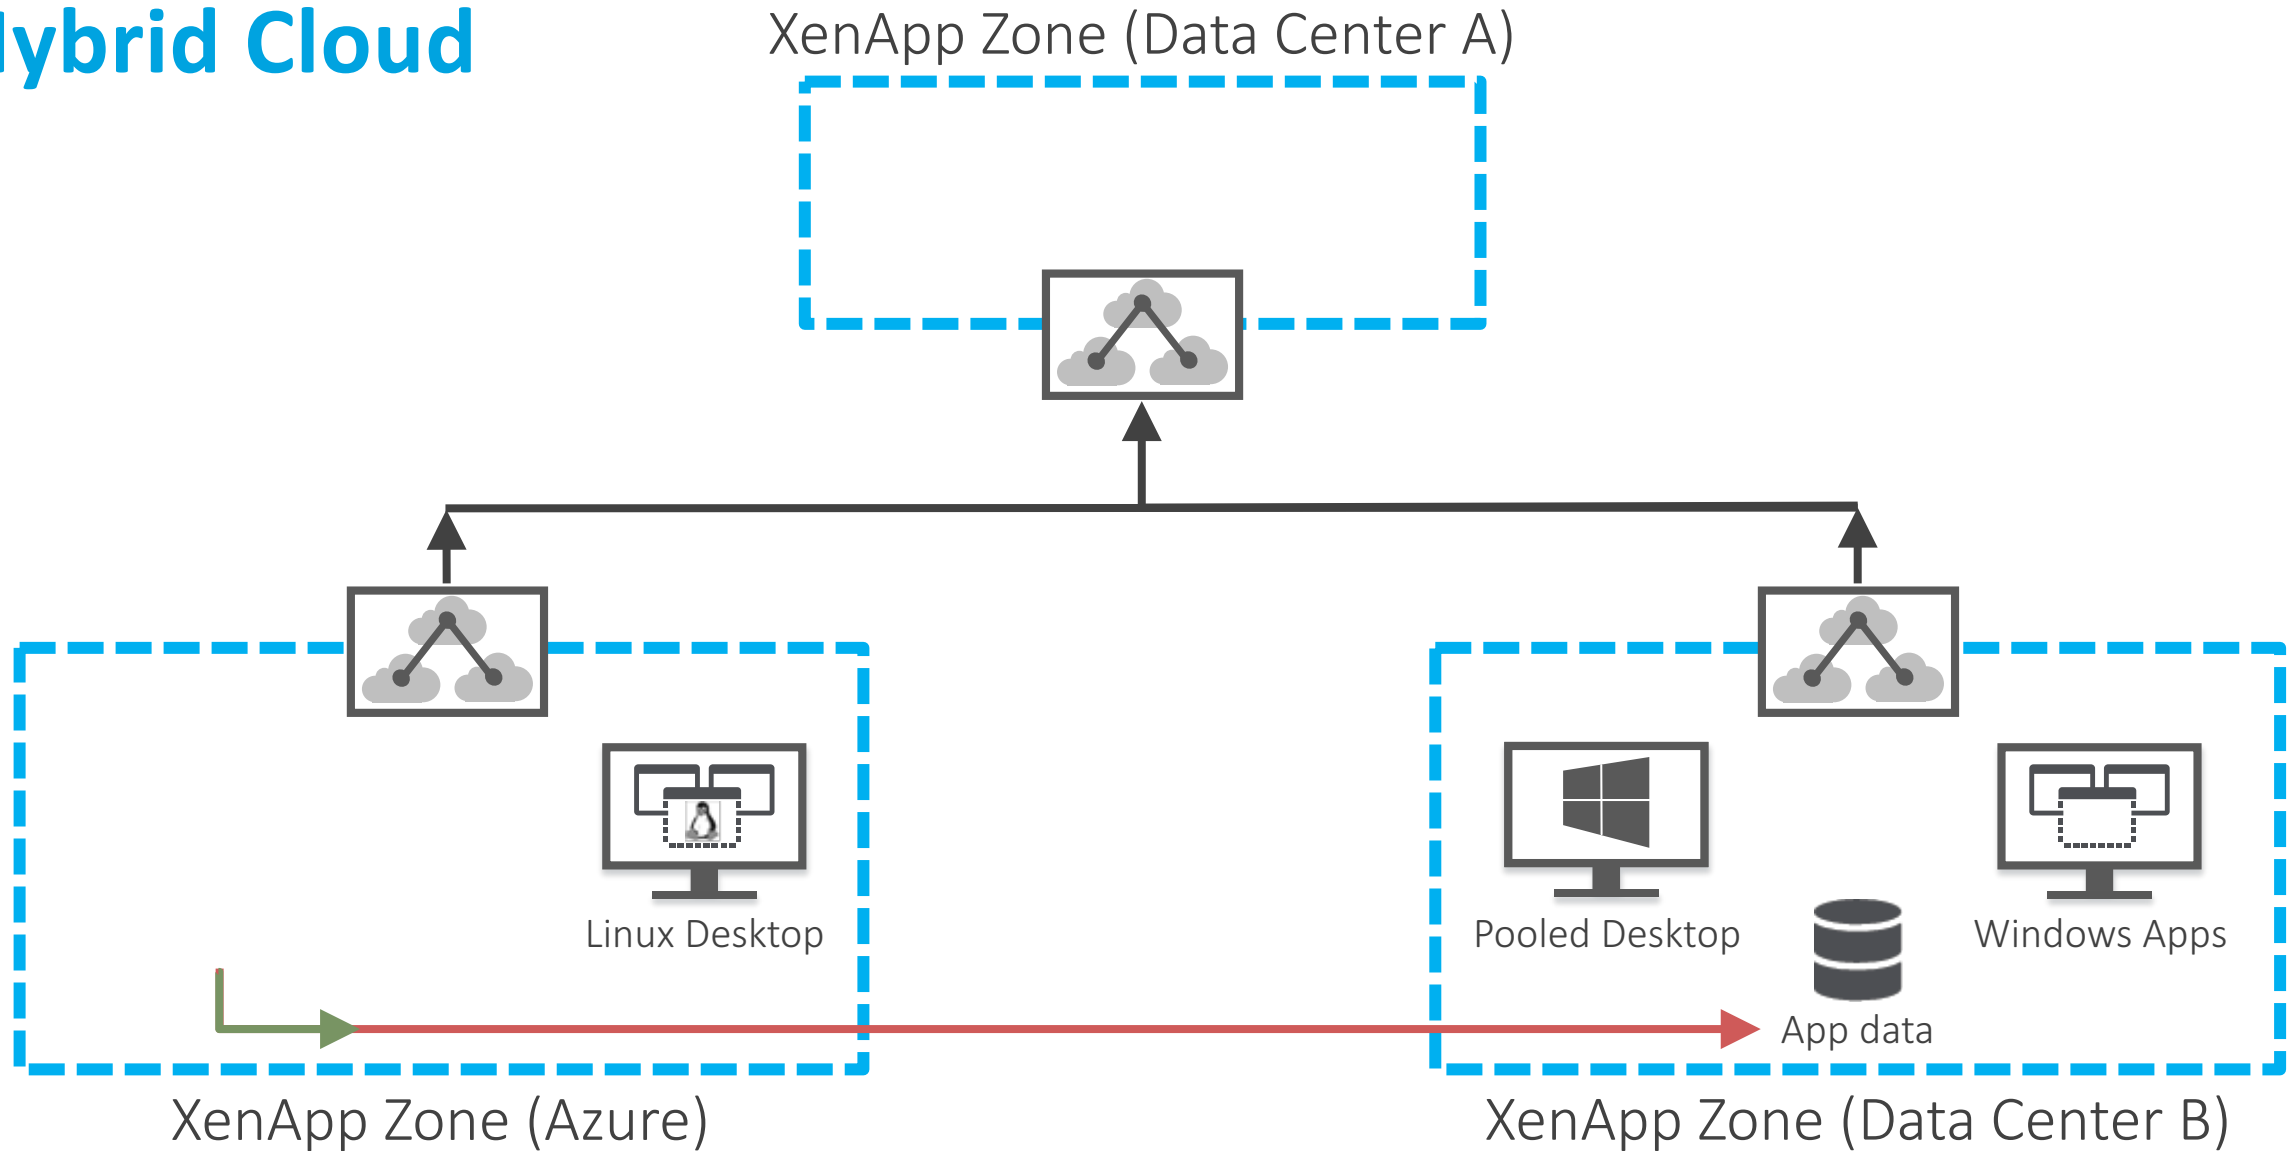 ybrid Cloud
XenApp Zone (Data Center A)
Linux Desktop
Pooled Desktop
Windows Apps
App data
XenApp Zone (Azure)
XenApp Zone (Data Center B)